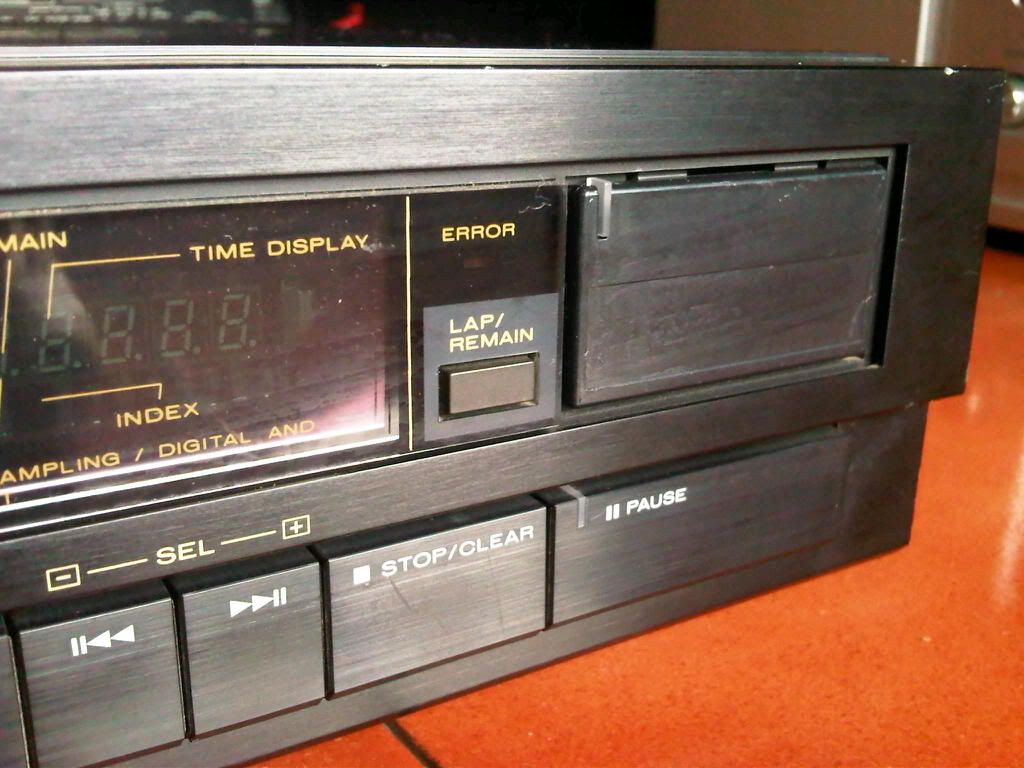 MAIN
TIME DISPLAY
ERROR
LAP/
REMAIN
INDEX
AMPLING / DIGITAL AND
- SEL +
STOP/CLEAR
PAUSE